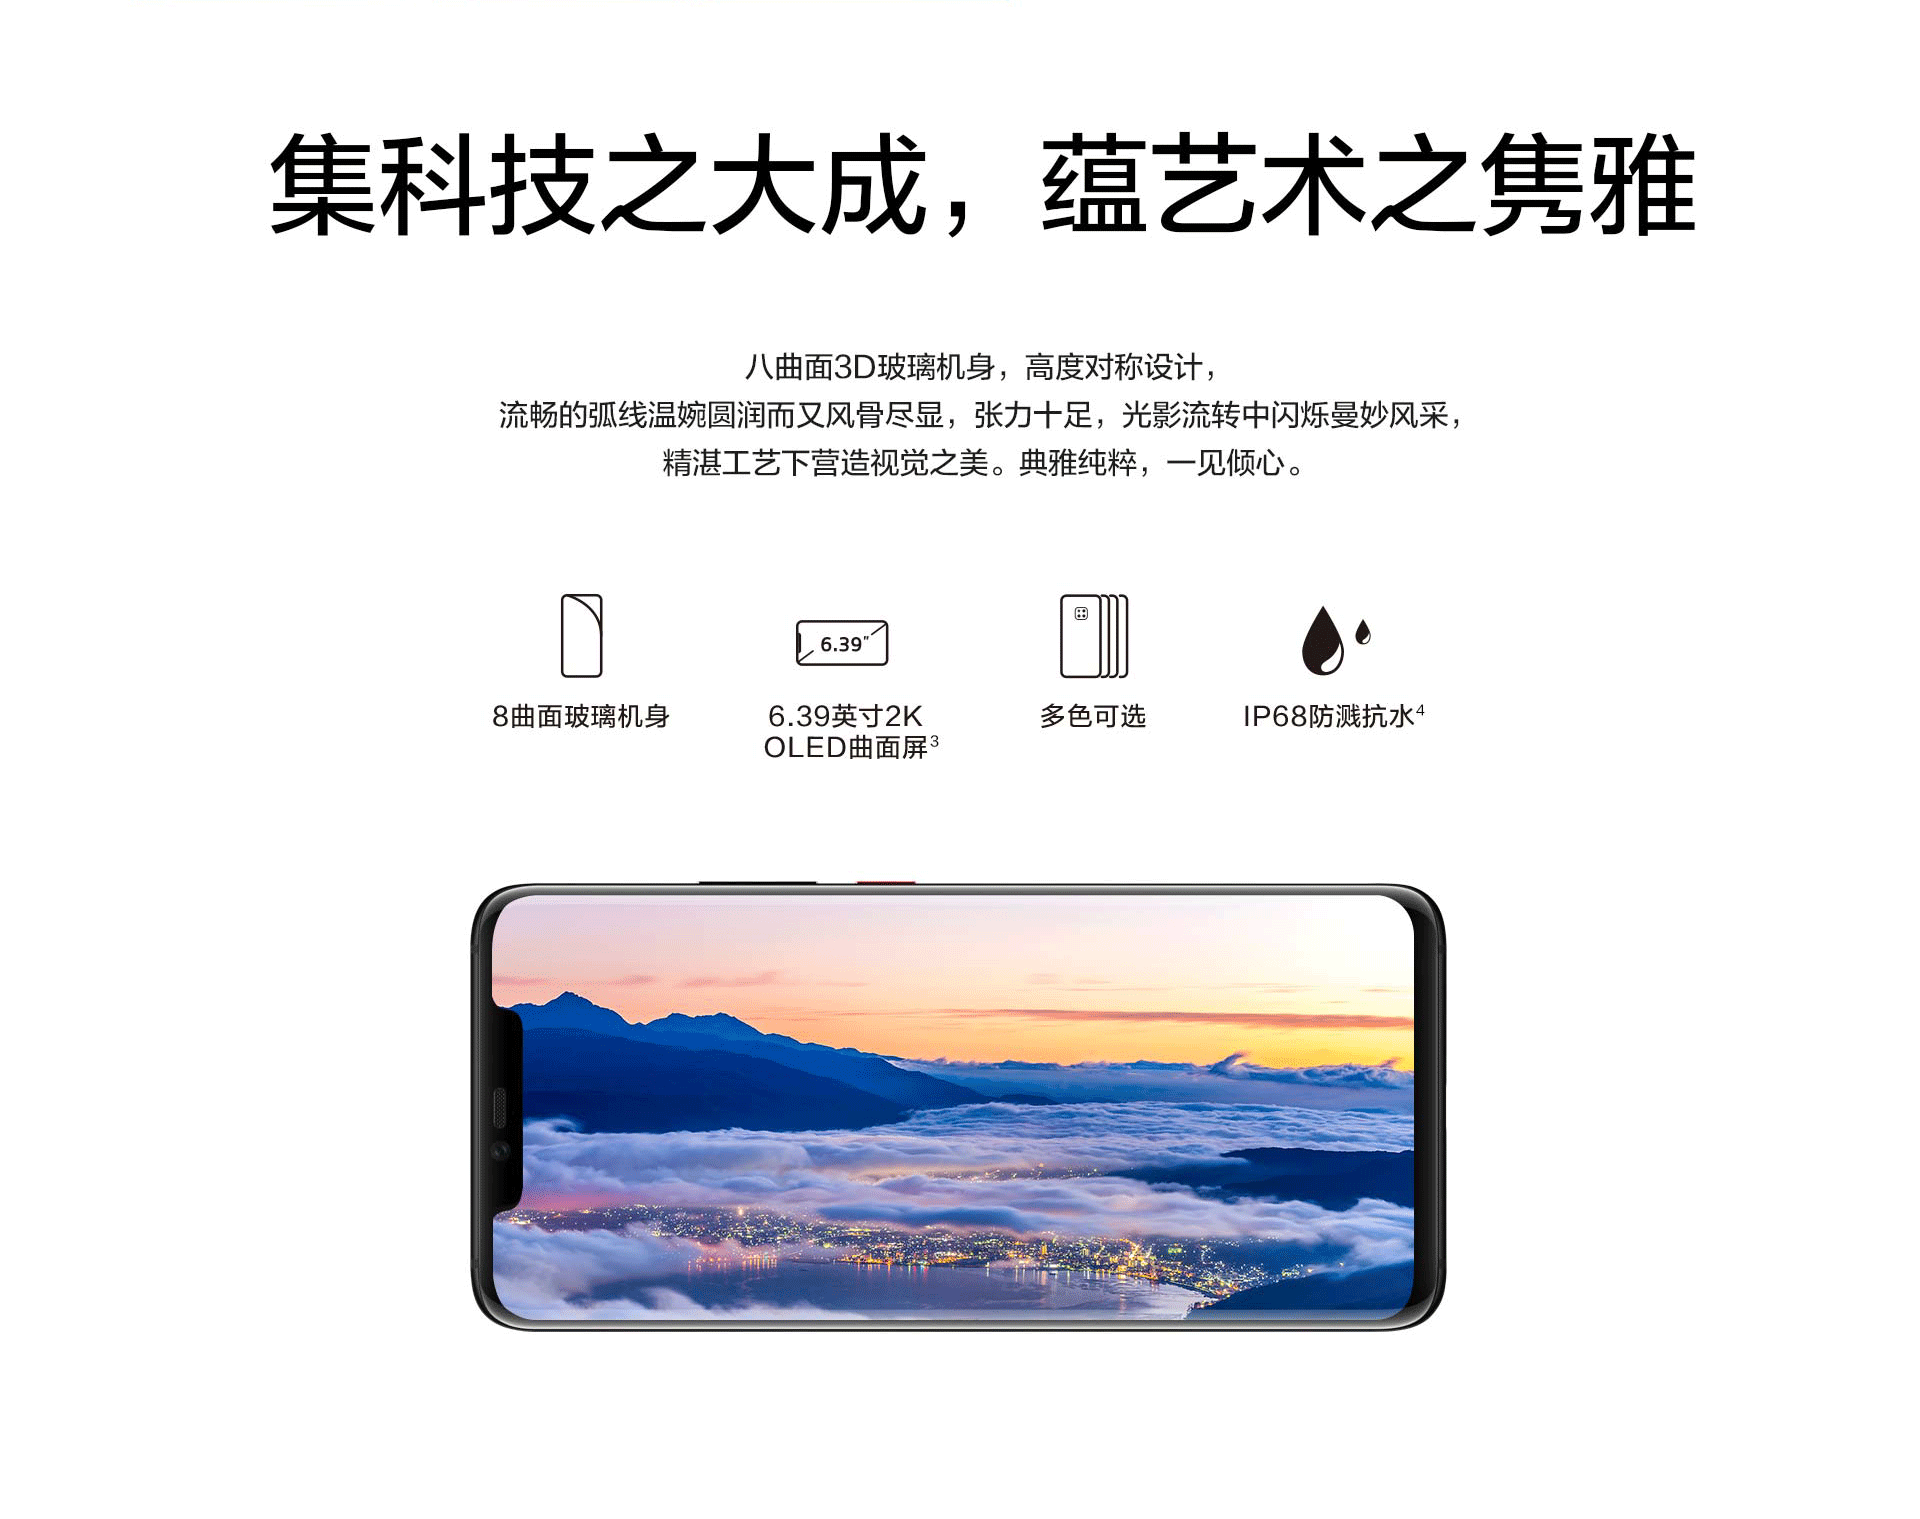 集科技之大成，蕴艺术之隽雅
八曲面3D玻璃机身，高度对称设计，
流畅的弧线温婉圆润而又风骨尽显，张力十足，光影流转中闪烁曼妙风采，
精湛工艺下营造视觉之美。典雅纯粹，一见倾心。
6.39"
8曲面玻璃机身
6.39英寸2K
OLED曲面屏3
多色可选
IP68防溅抗水4